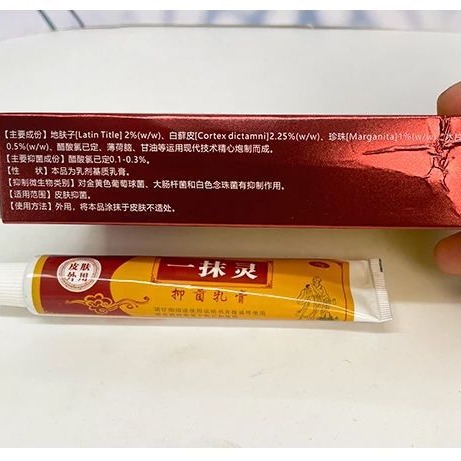 【主要成份】地肤子[Latin Title] 2%(w/w)、白藓皮[Cortex dictamni]2.25%(w/w)、珍珠[Marganita]1%(w/w)、冰片
0.5%(w/w)、醋酸氯已定、薄荷脑、甘油等运用现代技术精心炮制而成。
【主要抑菌成份】醋酸氯已定0.1-0.3%。
【性 状】本品为乳剂基质乳膏。
【抑制微生物类别】对金黄色葡萄球菌、大肠杆菌和白色念珠菌有抑制作用。
【适用范围】皮肤抑菌。
【使用方法】外用，将本品涂抹于皮肤不适处。
皮肤
外用
一抹灵
抑菌乳膏